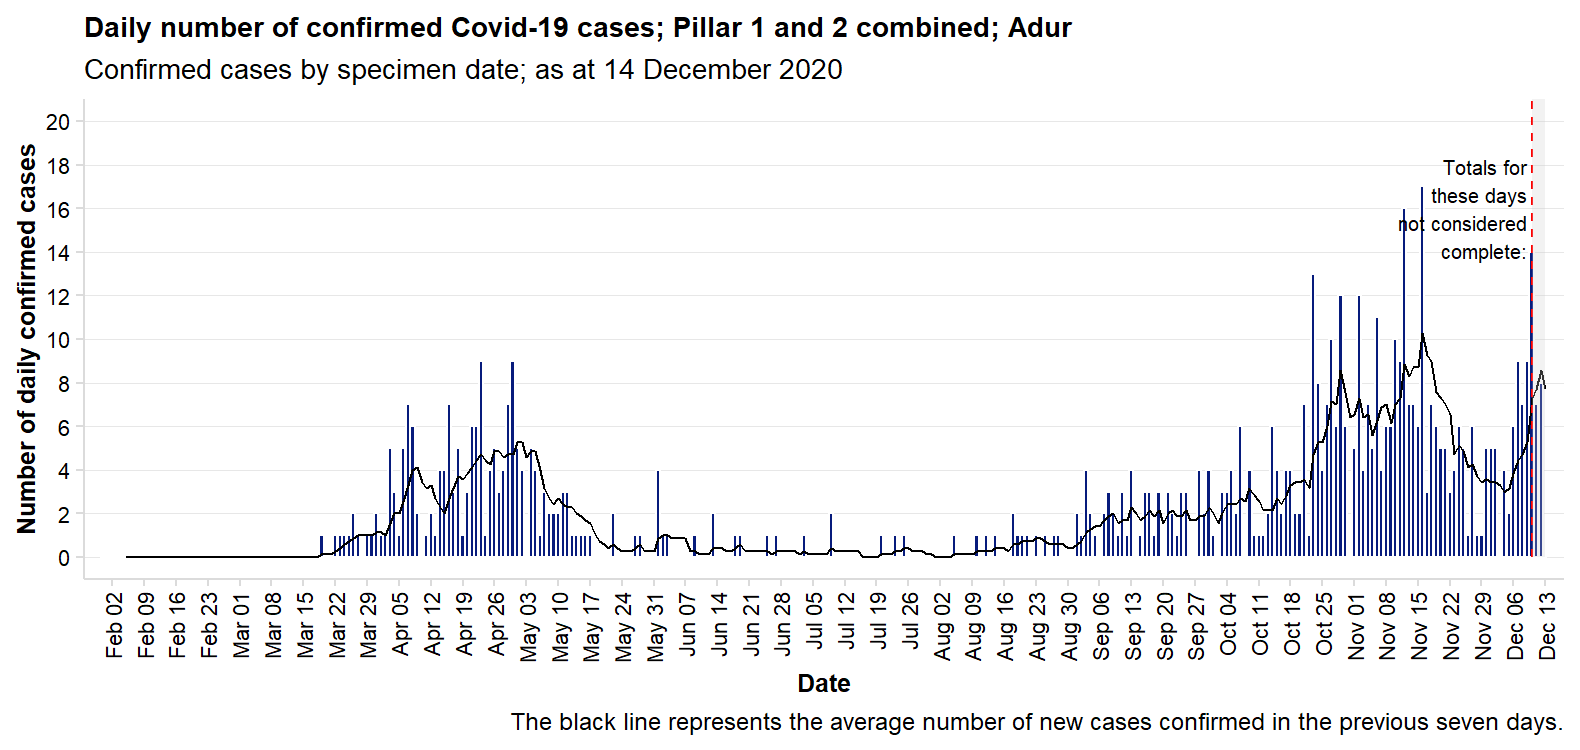 Daily number of confirmed Covid-19 cases; Pillar 1 and 2 combined; Adur
Confirmed cases by specimen date; as at 14 December 2020
Number of daily confirmed cases
20
18
16
14
12
10
8
6
4
2
0
Totals for
these days
not considered
complete:
Feb 02
Feb 09
Feb 16
Feb 23
Mar 01
Mar 08
Mar 15
Mar 22
Mar 29
Apr 05
Apr 12
Apr 19
Apr 26
May 03
May 10
May 17
May 24
May 31
Jun 07
Jun 14
Jun 21
Jun 28
Jul 05
Jul 12
Jul 19
Jul 26
Aug 02
Aug 09
Aug 16
Aug 23
Aug 30
Sep 06
Sep 13
Sep 20
Sep 27
Oct 04
Oct 11
Oct 18
Oct 25
Nov 01
Nov 08
Nov 15
Nov 22
Nov 29
Dec 06
Dec 13
Date
The black line represents the average number of new cases confirmed in the previous seven days.